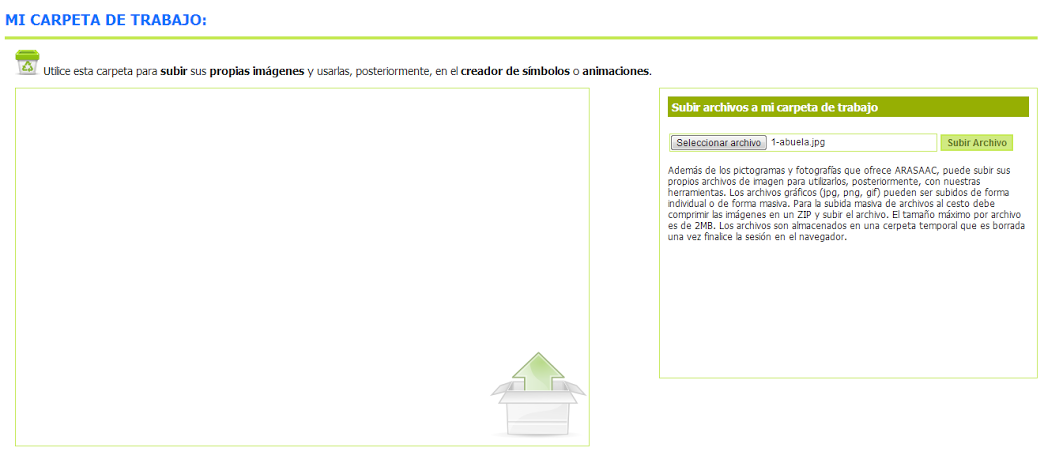 MI CARPETA DE TRABAJO:
Utilice esta carpeta para subir sus propias imágenes y usarlas, posteriormente, en el creador de símbolos o animaciones.
Subir archivos a mi carpeta de trabajo
Seleccionar archivo 1-abuela.jpg Subir Archivo
Además de los pictogramas y fotografías que ofrece ARASAAC, puede subir sus
propios archivos de imagen para utilizarlos, posteriormente, con nuestras
herramientas. Los archivos gráficos (jpg, png, gif) pueden ser subidos de forma
individual o de forma masiva. Para la subida masiva de archivos al cesto debe
comprimir las imágenes en un ZIP y subir el archivo. El tamaño máximo por archivo
es de 2MB. Los archivos son almacenados en una cerpeta temporal que es borrada
una vez finalice la sesión en el navegador.